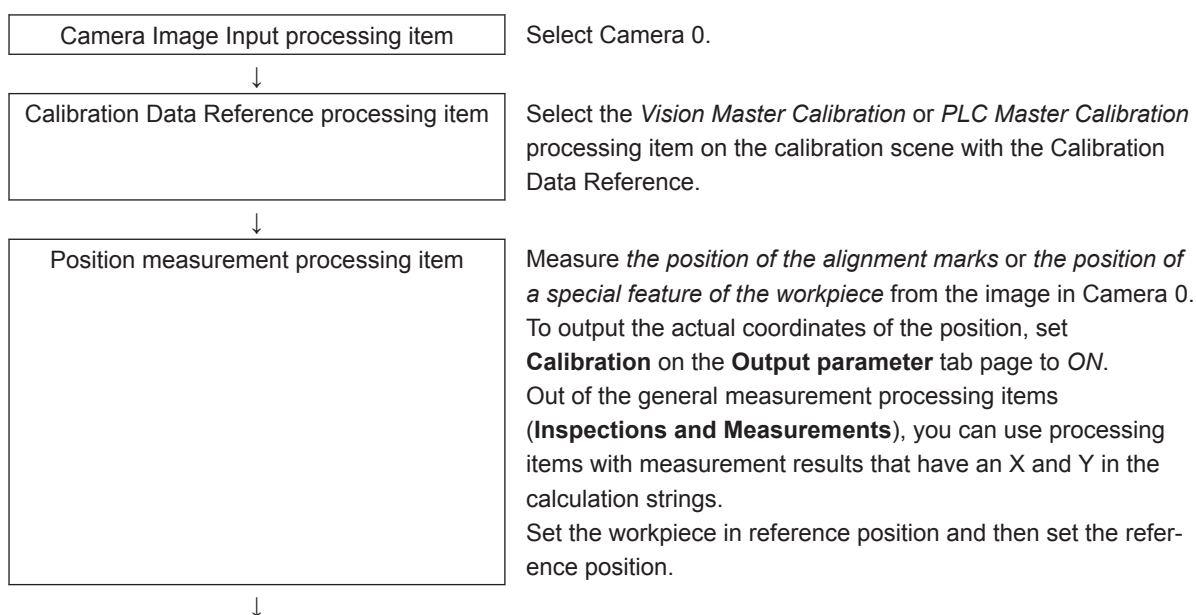 Camera Image Input processing item
Select Camera 0.
↓
Calibration Data Reference processing item
Select the Vision Master Calibration or PLC Master Calibration
processing item on the calibration scene with the Calibration
Data Reference.
↓
Position measurement processing item
Measure the position of the alignment marks or the position of
a special feature of the workpiece from the image in Camera 0.
To output the actual coordinates of the position, set
Calibration on the Output parameter tab page to ON.
Out of the general measurement processing items
(Inspections and Measurements), you can use processing
items with measurement results that have an X and Y in the
calculation strings.
Set the workpiece in reference position and then set the refer-
ence position.
↓